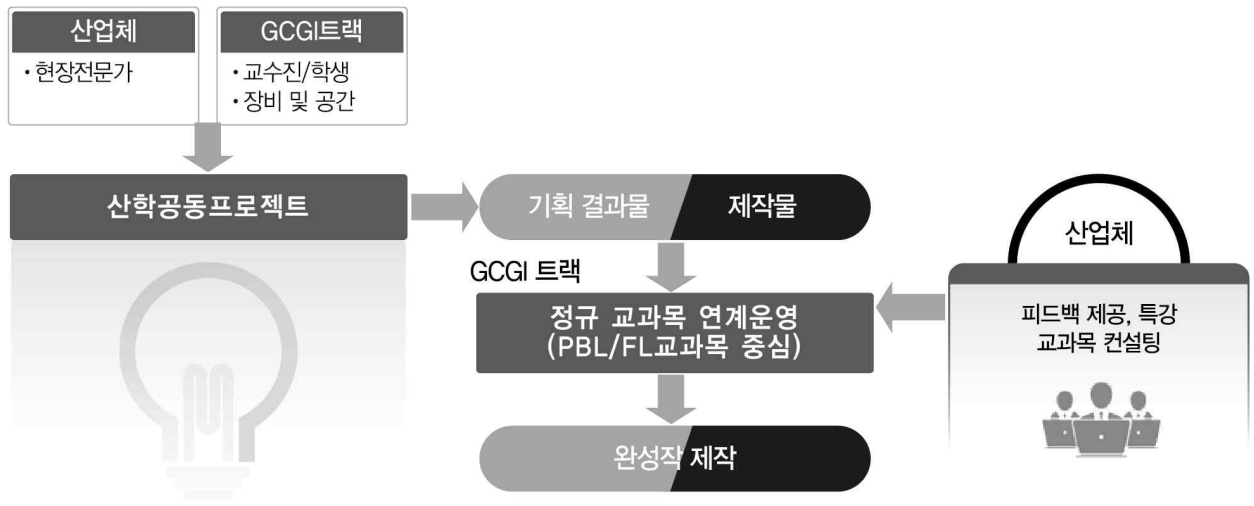 산업체
· 현장전문가
GCGI트랙
· 교수진/학생
· 장비 및 공간
산학공동프로젝트
기획 결과물
제작물
GCGI 트랙
정규 교과목 연계운영
(PBL/FL교과목 중심)
완성작 제작
산업체
피드백 제공, 특강
교과목 컨설팅